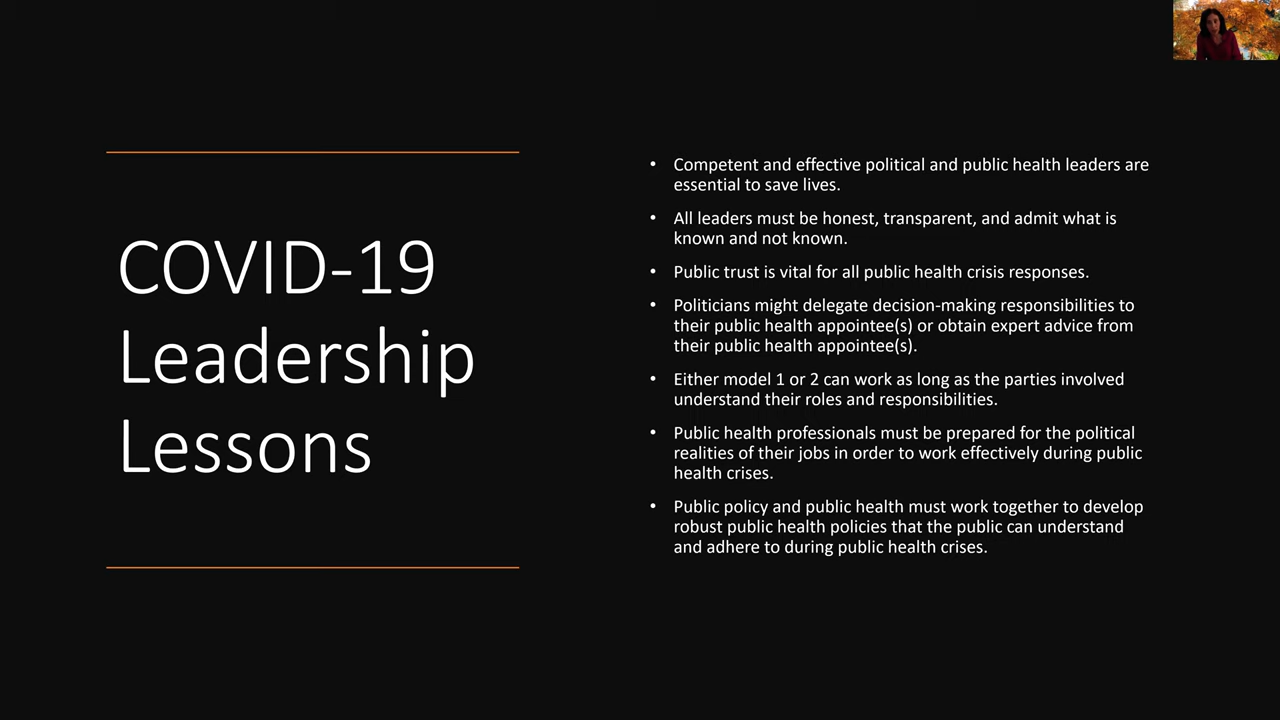 COVID-19
Leadership
Lessons
• Competent and effective political and public health leaders are
essential to save lives.
• All leaders must be honest, transparent, and admit what is
known and not known.
• Public trust is vital for all public health crisis responses.
• Politicians might delegate decision-making responsibilities to
their public health appointee(s) or obtain expert advice from
their public health appointee(s).
• Either model 1 or 2 can work as long as the parties involved
understand their roles and responsibilities.
• Public health professionals must be prepared for the political
realities of their jobs in order to work effectively during public
health crises.
• Public policy and public health must work together to develop
robust public health policies that the public can understand
and adhere to during public health crises.